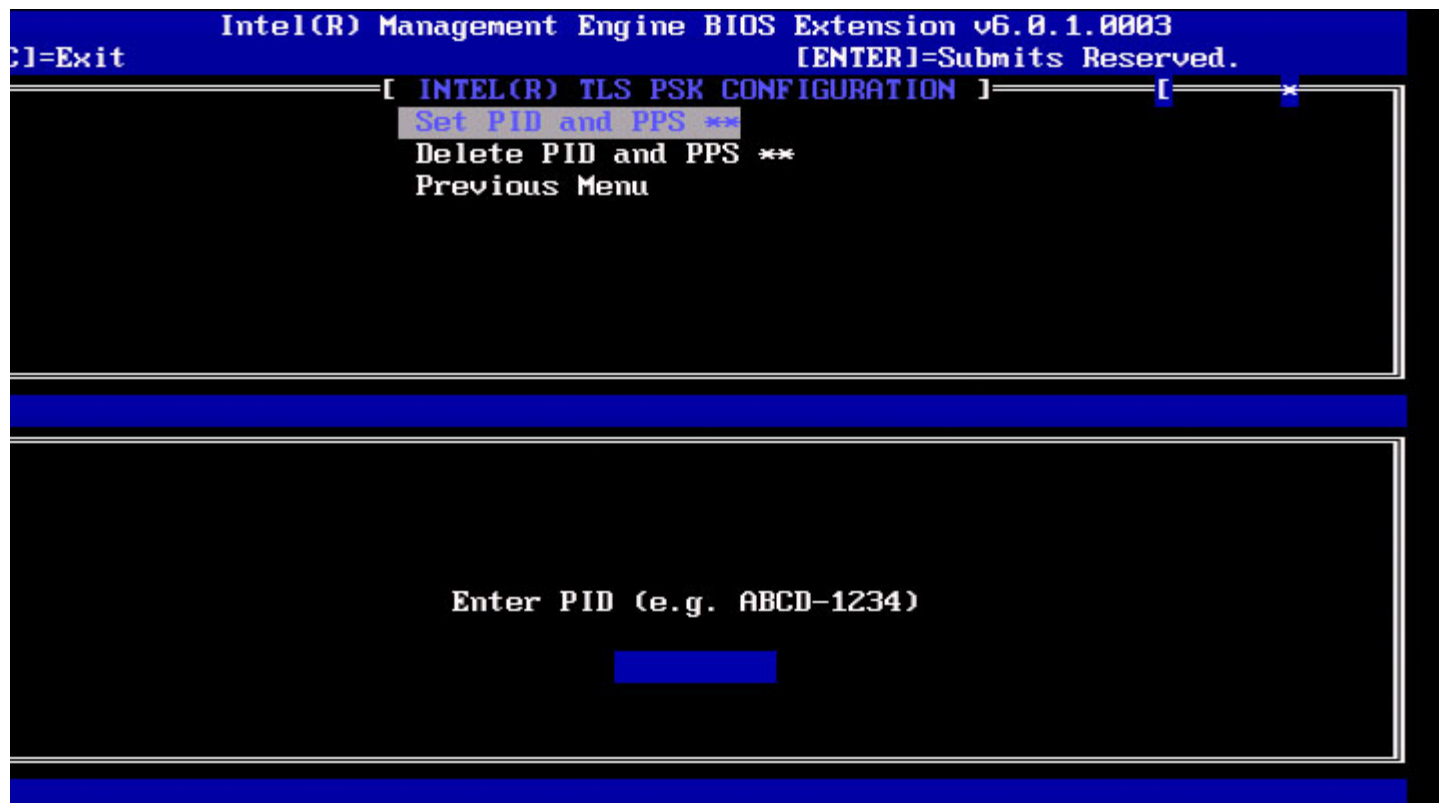 Intel(R) Management Engine BIOS Extension v6.0.1.0003
C]=Exit [ENTER]=Submits Reserved.
[ INTEL(R) TLS PSK CONFIGURATION ] [ *
Set PID and PPS **
Delete PID and PPS **
Previous Menu
Enter PID (e.g. ABCD-1234)